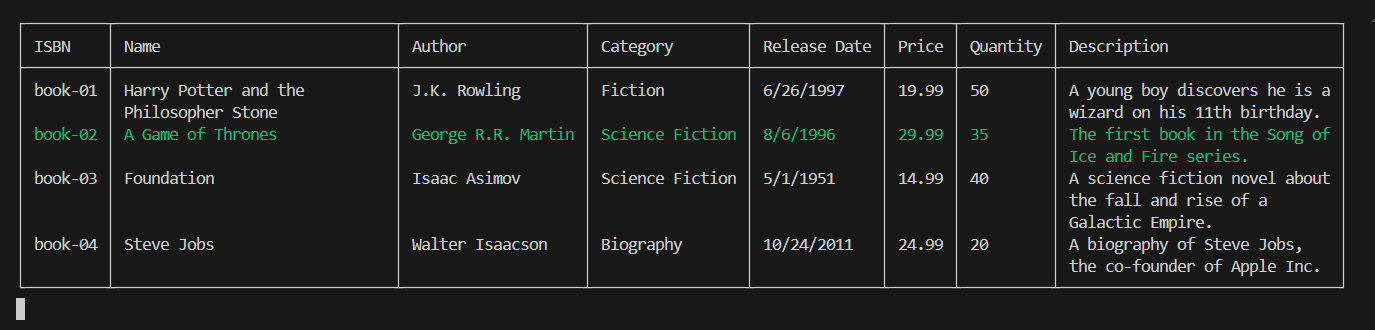 ISBN Name Author Category Release Date Price Quantity Description
book-01 Harry Potter and the J.K. Rowling Fiction 6/26/1997 19.99 50 A young boy discovers he is a
Philosopher Stone wizard on his 11th birthday.
book-02 A Game of Thrones George R.R. Martin Science Fiction 8/6/1996 29.99 35 The first book in the Song of
Ice and Fire series.
book-03 Foundation Isaac Asimov Science Fiction 5/1/1951 14.99 40 A science fiction novel about
the fall and rise of a
Galactic Empire.
book-04 Steve Jobs Walter Isaacson Biography 10/24/2011 24.99 20 A biography of Steve Jobs,
the co-founder of Apple Inc.